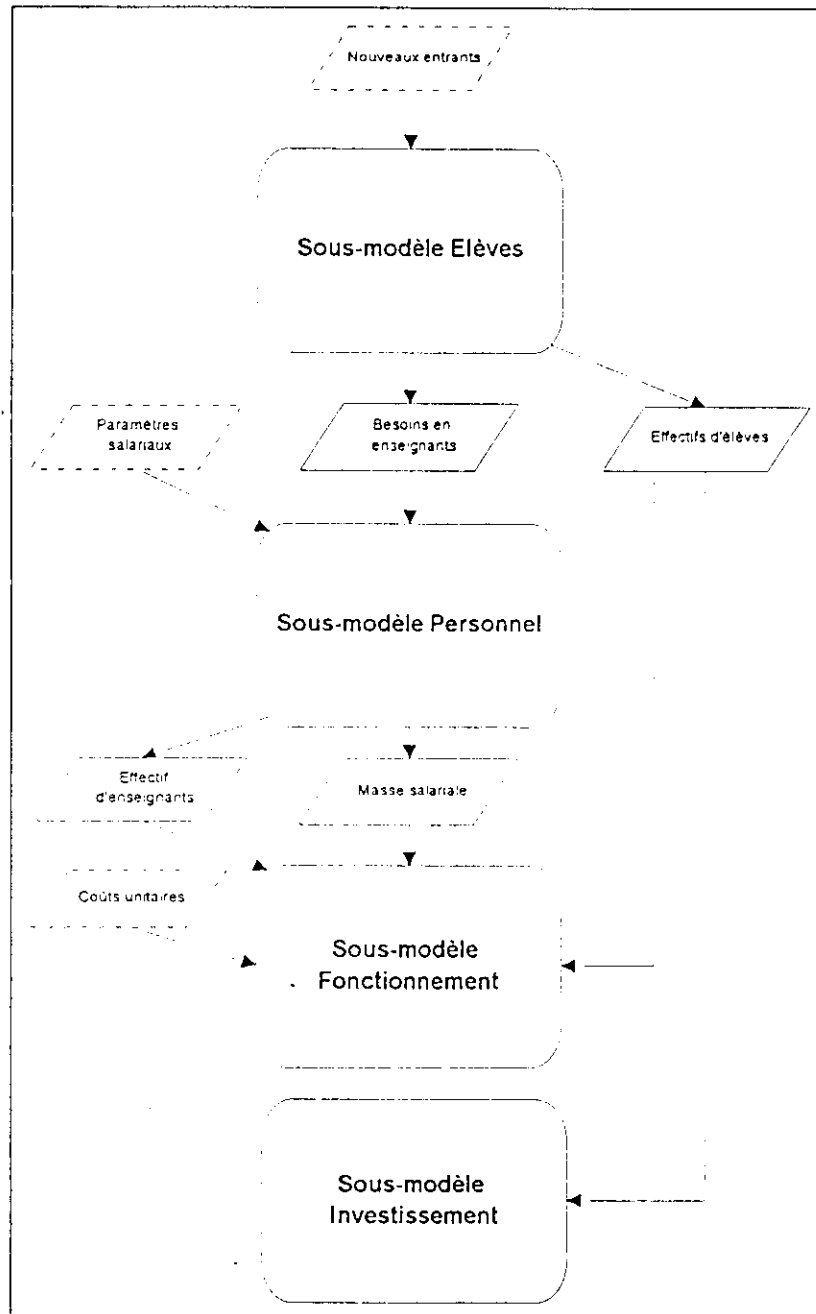 Nouveaux entrants
Sous-modèle Elèves
Paramètres
salariaux
Besoins en
enseignants
Effectifs d'élèves
Sous-modèle Personnel
Effectif
d'enseignants
Masse salariale
Coûts unitaires
Sous-modèle
Fonctionnement
Sous-modèle
Investissement